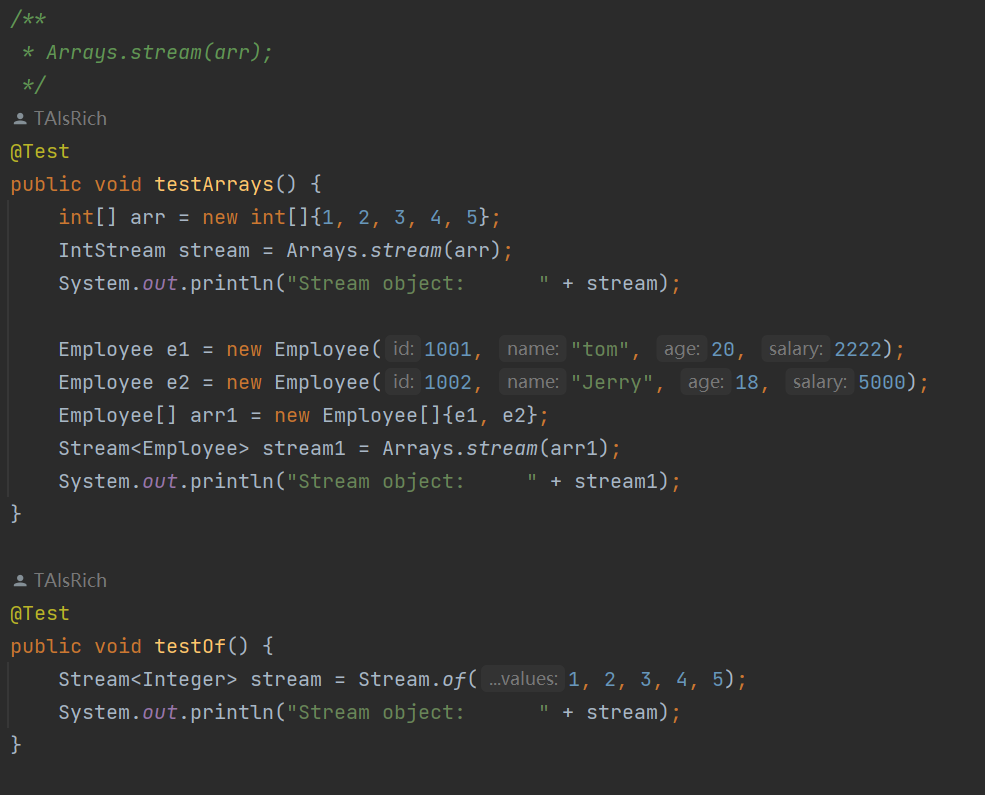 /**
 * Arrays.stream(arr);
 */
TAIsRich
@Test
public void testArrays() {
    int[] arr = new int[]{1, 2, 3, 4, 5};
    IntStream stream = Arrays.stream(arr);
    System.out.println("Stream object:      " + stream);

    Employee e1 = new Employee( id: 1001,  name: "tom",  age: 20,  salary: 2222);
    Employee e2 = new Employee( id: 1002,  name: "Jerry",  age: 18,  salary: 5000);
    Employee[] arr1 = new Employee[]{e1, e2};
    Stream<Employee> stream1 = Arrays.stream(arr1);
    System.out.println("Stream object:     " + stream1);
}

TAIsRich
@Test
public void testOf() {
    Stream<Integer> stream = Stream.of( ...values: 1, 2, 3, 4, 5);
    System.out.println("Stream object:      " + stream);
}